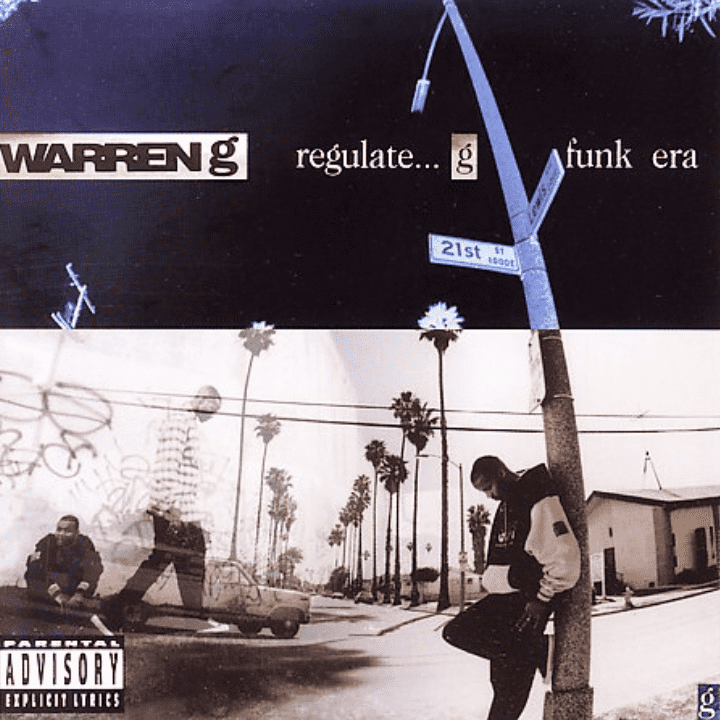 WARREN g
regulate... g funk era
21st ST
PARENTAL
ADVISORY
EXPLICIT LYRICS
g